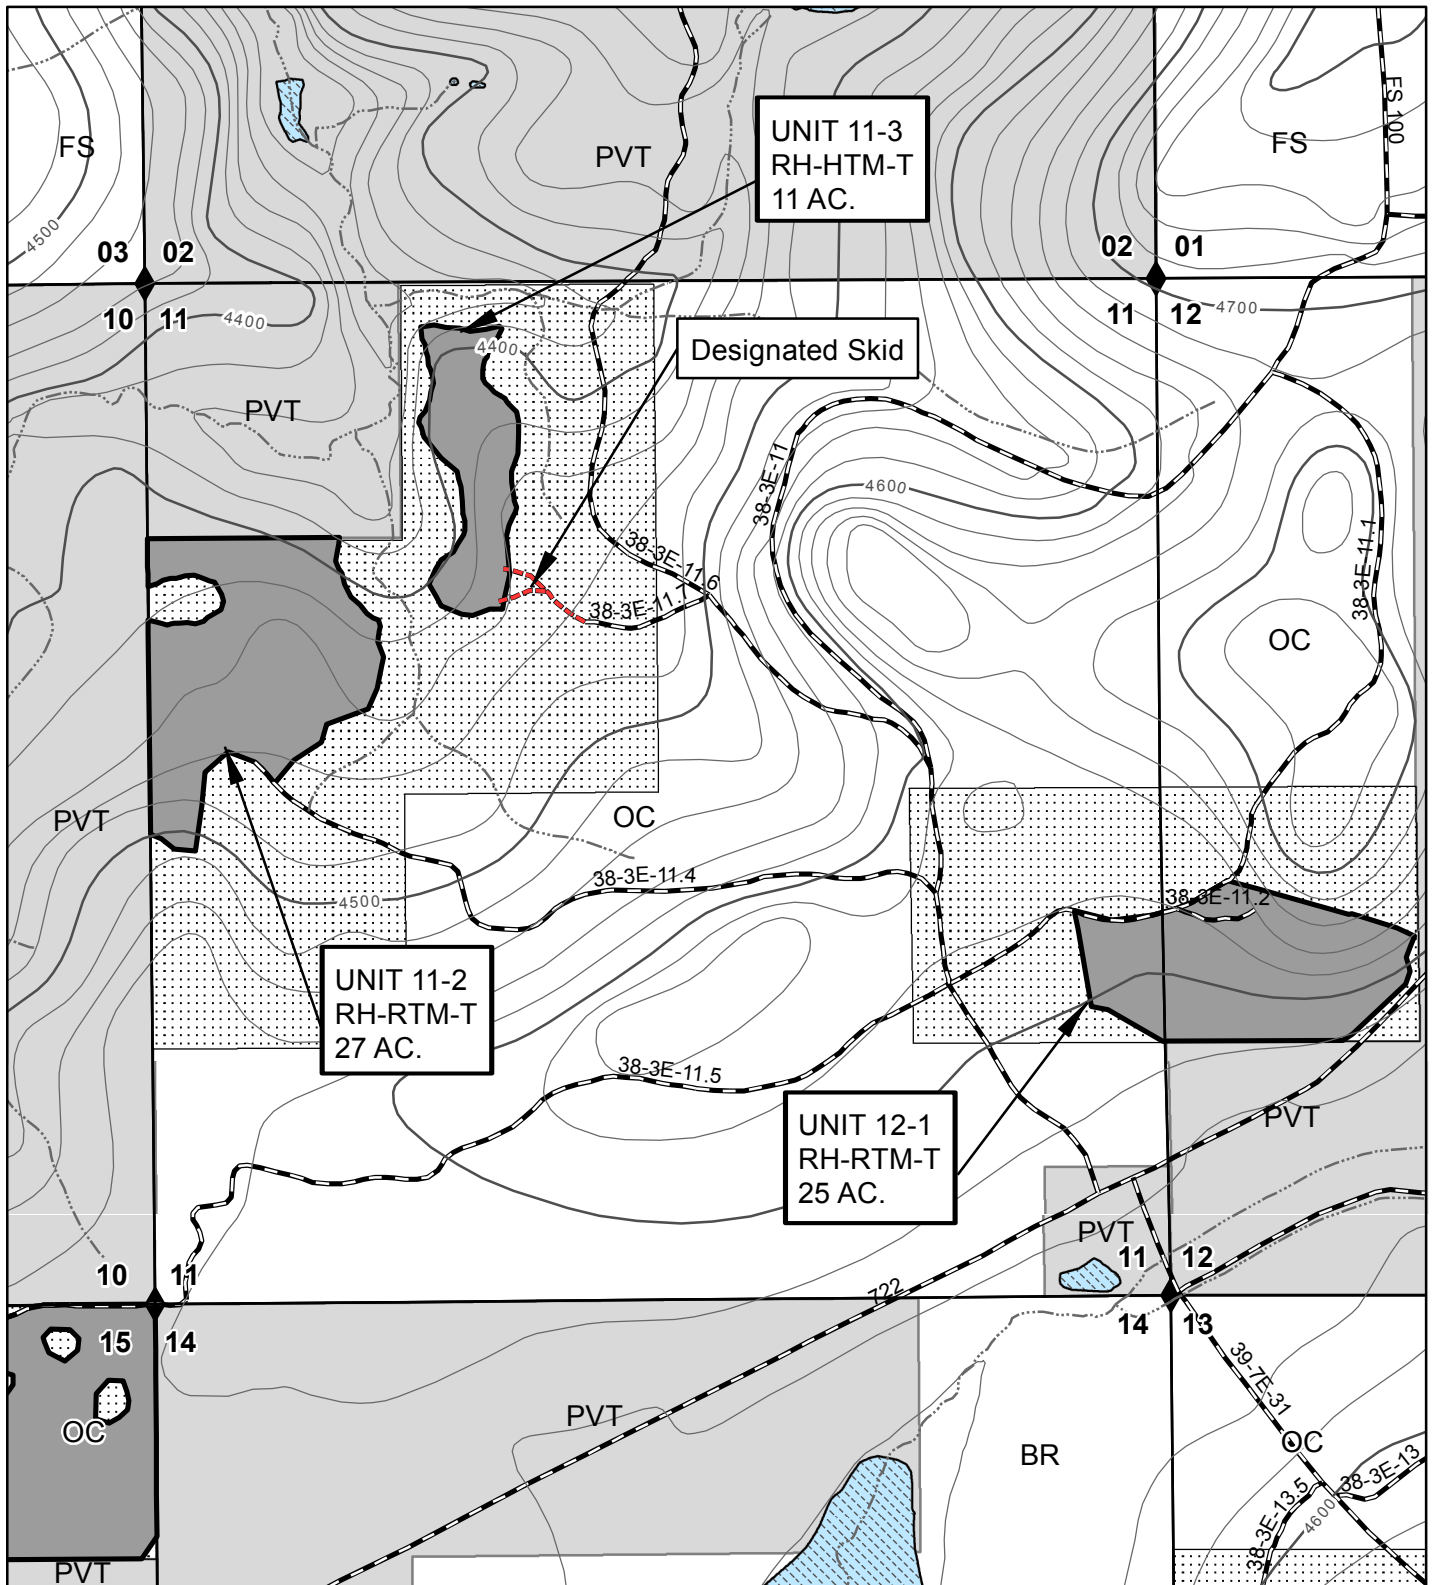 FS
PVT
UNIT 11-3
RH-HTM-T
11 AC.
FS
FS 100
4500
03 02
02 01
10 11
4400
11 12
4700
4400
Designated Skid
PVT
38-3E-11
4600
38-3E-11.6
38-3E-11.7
38-3E-11.1
OC
PVT
OC
38-3E-11.4
4500
38-3E-11.2
UNIT 11-2
RH-RTM-T
27 AC.
38-3E-11.5
UNIT 12-1
RH-RTM-T
25 AC.
PVT
PVT
10 11
11 12
722
15 14
14 13
39-7E-31
OC
PVT
BR
OC
38-3E-13
38-3E-13.5
4600
PVT